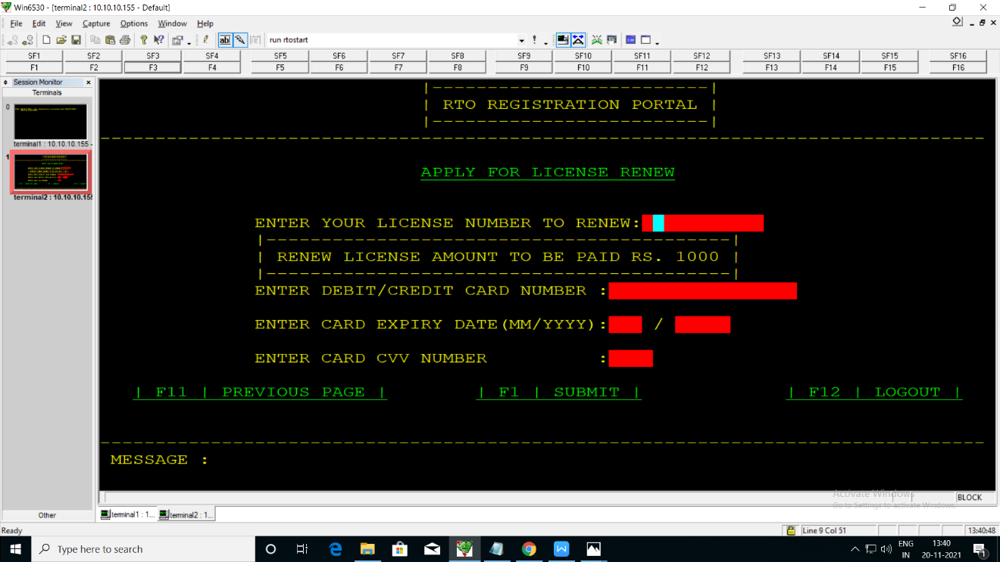 Win6530 - [terminal2 : 10.10.10.155 - Default]
File Edit View Capture Options Window Help
ab run rtostart
SF1 SF2 SF3 SF4 SF5 SF6 SF7 SF8 SF9 SF10 SF11 SF12 SF13 SF14 SF15 SF16
F1 F2 F3 F4 F5 F6 F7 F8 F9 F10 F11 F12 F13 F14 F15 F16
Session Monitor
Terminals
0
terminal1 : 10.10.10.155 -
1
terminal2 : 10.10.10.155
Other
|-------------------------|
| RTO REGISTRATION PORTAL |
|-------------------------|
--------------------------------------------------------------------------------
APPLY FOR LICENSE RENEW
ENTER YOUR LICENSE NUMBER TO RENEW:
|------------------------------------------|
| RENEW LICENSE AMOUNT TO BE PAID RS. 1000 |
|------------------------------------------|
ENTER DEBIT/CREDIT CARD NUMBER :
ENTER CARD EXPIRY DATE(MM/YYYY): /
ENTER CARD CVV NUMBER :
| F11 | PREVIOUS PAGE | | F1 | SUBMIT | | F12 | LOGOUT |
--------------------------------------------------------------------------------
MESSAGE :
Activate Windows
Go to Settings to activate Windows.
BLOCK
terminal1 : 1... terminal2 : 1...
Ready Line 9 Col 51 13:40:48
Type here to search
ENG
IN
13:40
20-11-2021
1